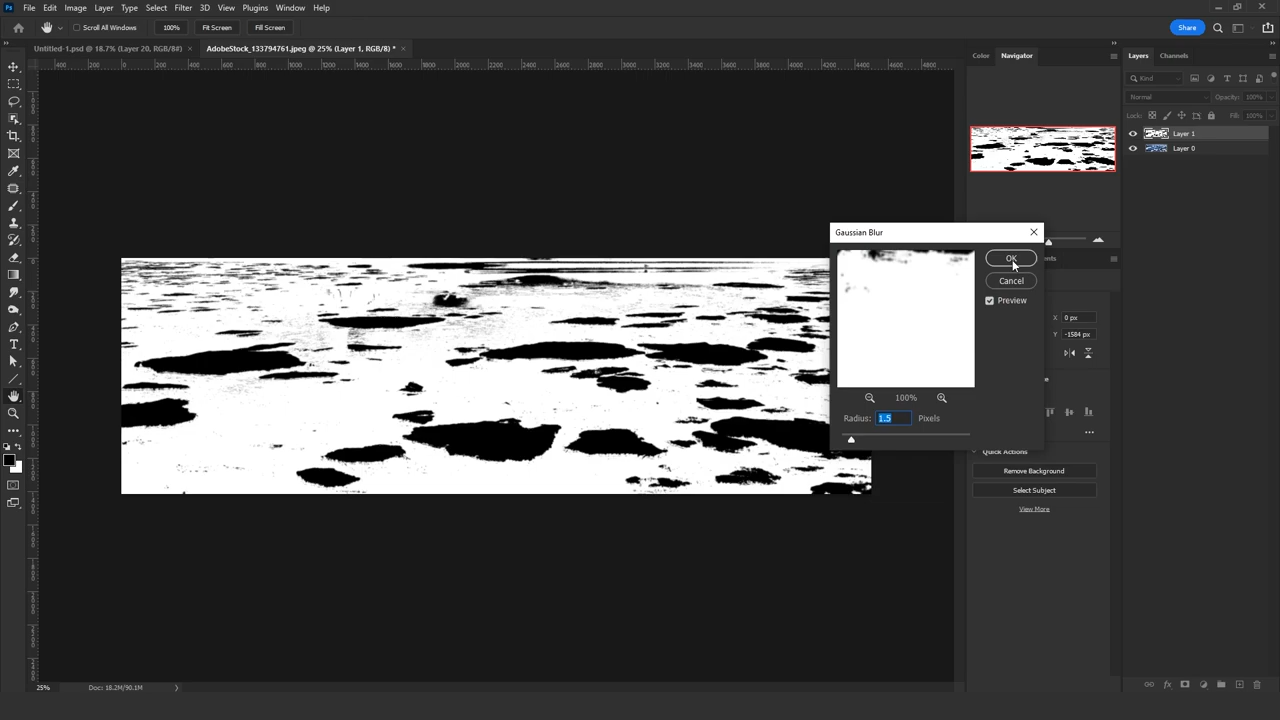 Ps File Edit Image Layer Type Select Filter 3D View Plugins Window Help
Scroll All Windows 100% Fit Screen Fill Screen Share
Untitled-1.psd @ 18.7% (Layer 20, RGB/8#) × AdobeStock_133794761.jpeg @ 25% (Layer 1, RGB/8) * ×
Color Navigator
Layers Channels
Kind
Normal Opacity: 100%
Lock: Fill: 100%
Layer 1
Layer 0
Gaussian Blur
OK
Cancel
Preview
100%
Radius: 1.5 Pixels
ents
X 0 px
Y -1584 px
Quick Actions
Remove Background
Select Subject
View More
25% Doc: 18.2M/90.1M